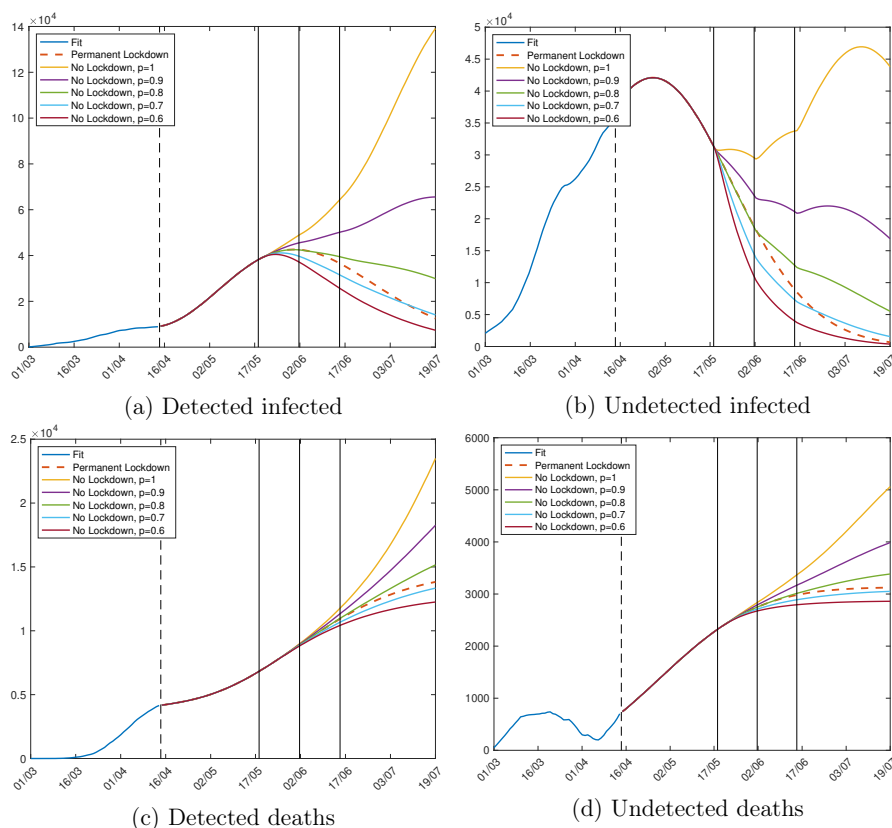 ×10⁴
14
12
10
8
6
4
2
0
Fit
Permanent Lockdown
No Lockdown, p=1
No Lockdown, p=0.9
No Lockdown, p=0.8
No Lockdown, p=0.7
No Lockdown, p=0.6
01/03 16/03 01/04 16/04 02/05 17/05 02/06 17/06 03/07 19/07
(a) Detected infected
×10⁴
5
4.5
4
3.5
3
2.5
2
1.5
1
0.5
0
Fit
Permanent Lockdown
No Lockdown, p=1
No Lockdown, p=0.9
No Lockdown, p=0.8
No Lockdown, p=0.7
No Lockdown, p=0.6
01/03 16/03 01/04 16/04 02/05 17/05 02/06 17/06 03/07 19/07
(b) Undetected infected
×10⁴
2.5
2
1.5
1
0.5
0
Fit
Permanent Lockdown
No Lockdown, p=1
No Lockdown, p=0.9
No Lockdown, p=0.8
No Lockdown, p=0.7
No Lockdown, p=0.6
01/03 16/03 01/04 16/04 02/05 17/05 02/06 17/06 03/07 19/07
(c) Detected deaths
6000
5000
4000
3000
2000
1000
0
Fit
Permanent Lockdown
No Lockdown, p=1
No Lockdown, p=0.9
No Lockdown, p=0.8
No Lockdown, p=0.7
No Lockdown, p=0.6
01/03 16/03 01/04 16/04 02/05 17/05 02/06 17/06 03/07 19/07
(d) Undetected deaths